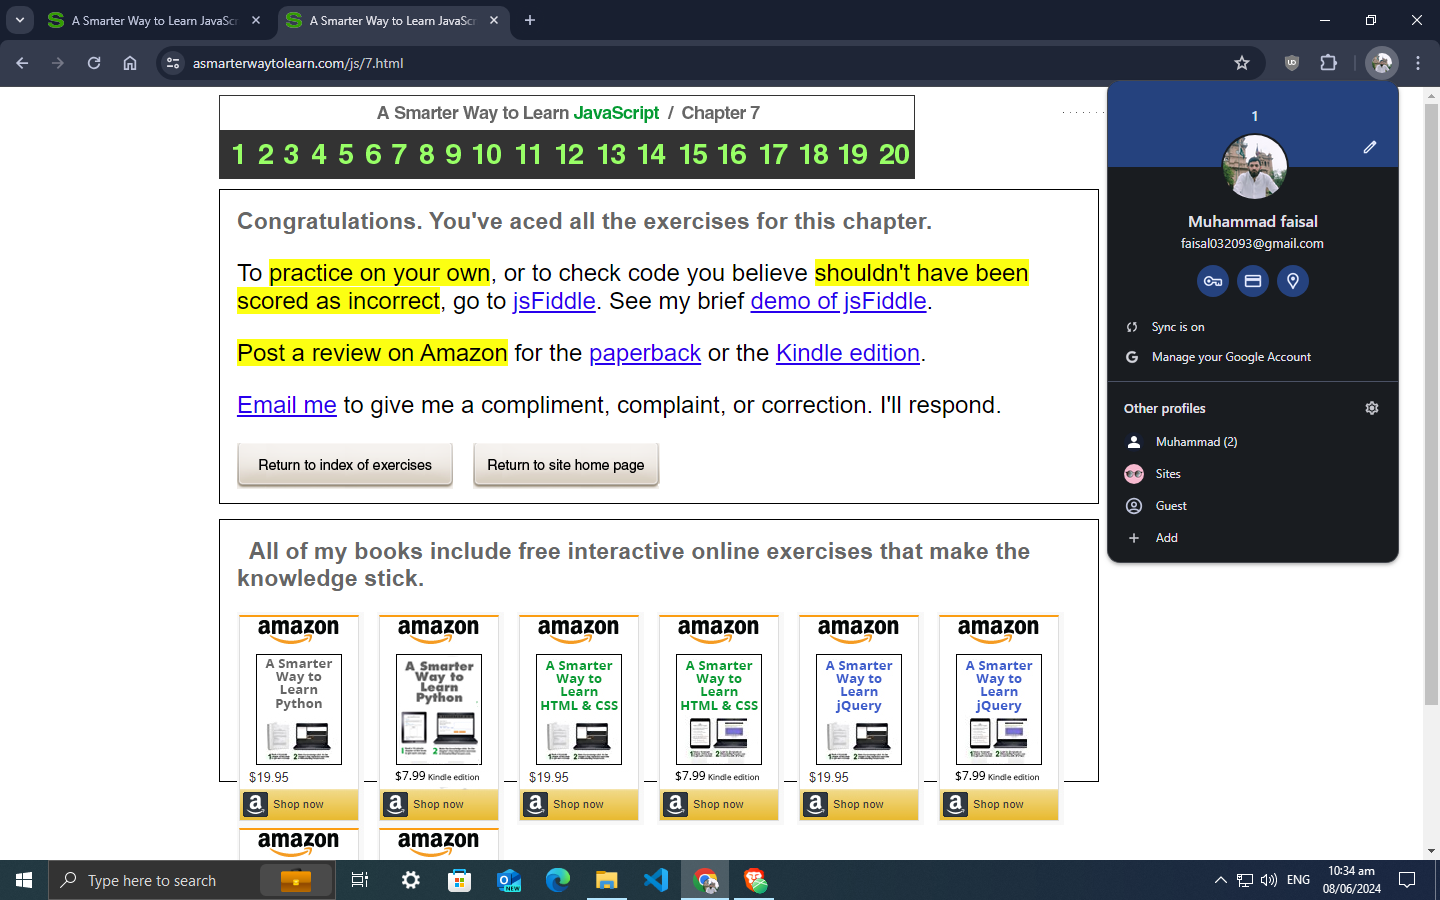 A Smarter Way to Learn JavaScr
A Smarter Way to Learn JavaSc
asmarterwaytolearn.com/js/7.html
A Smarter Way to Learn JavaScript / Chapter 7
1 2 3 4 5 6 7 8 9 10 11 12 13 14 15 16 17 18 19 20
Congratulations. You've aced all the exercises for this chapter.
To practice on your own, or to check code you believe shouldn't have been
scored as incorrect, go to jsFiddle. See my brief demo of jsFiddle.
Post a review on Amazon for the paperback or the Kindle edition.
Email me to give me a compliment, complaint, or correction. I'll respond.
Return to index of exercises
Return to site home page
1
Muhammad faisal
faisal032093@gmail.com
Sync is on
Manage your Google Account
Other profiles
Muhammad (2)
Sites
Guest
Add
All of my books include free interactive online exercises that make the
knowledge stick.
amazon
A Smarter
Way to
Learn
Python
$19.95
Shop now
amazon
A Smarter
Way to
Learn
Python
$7.99 Kindle edition
Shop now
amazon
A Smarter
Way to
Learn
HTML & CSS
$19.95
Shop now
amazon
A Smarter
Way to
Learn
HTML & CSS
$7.99 Kindle edition
Shop now
amazon
A Smarter
Way to
Learn
jQuery
$19.95
Shop now
amazon
A Smarter
Way to
Learn
jQuery
$7.99 Kindle edition
Shop now
amazon
amazon
Type here to search
NEW
ENG
10:34 am
08/06/2024